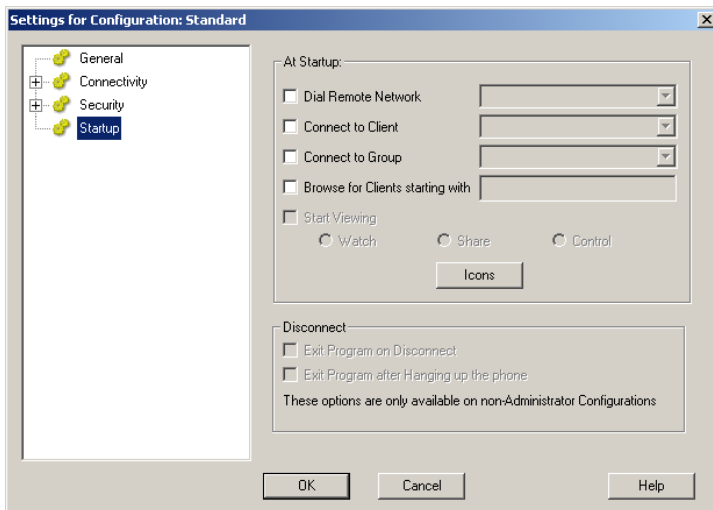 Settings for Configuration: Standard
General
Connectivity
Security
Startup
At Startup:
Dial Remote Network
Connect to Client
Connect to Group
Browse for Clients starting with
Start Viewing
Watch Share Control
Icons
Disconnect
Exit Program on Disconnect
Exit Program after Hanging up the phone
These options are only available on non-Administrator Configurations
OK Cancel Help